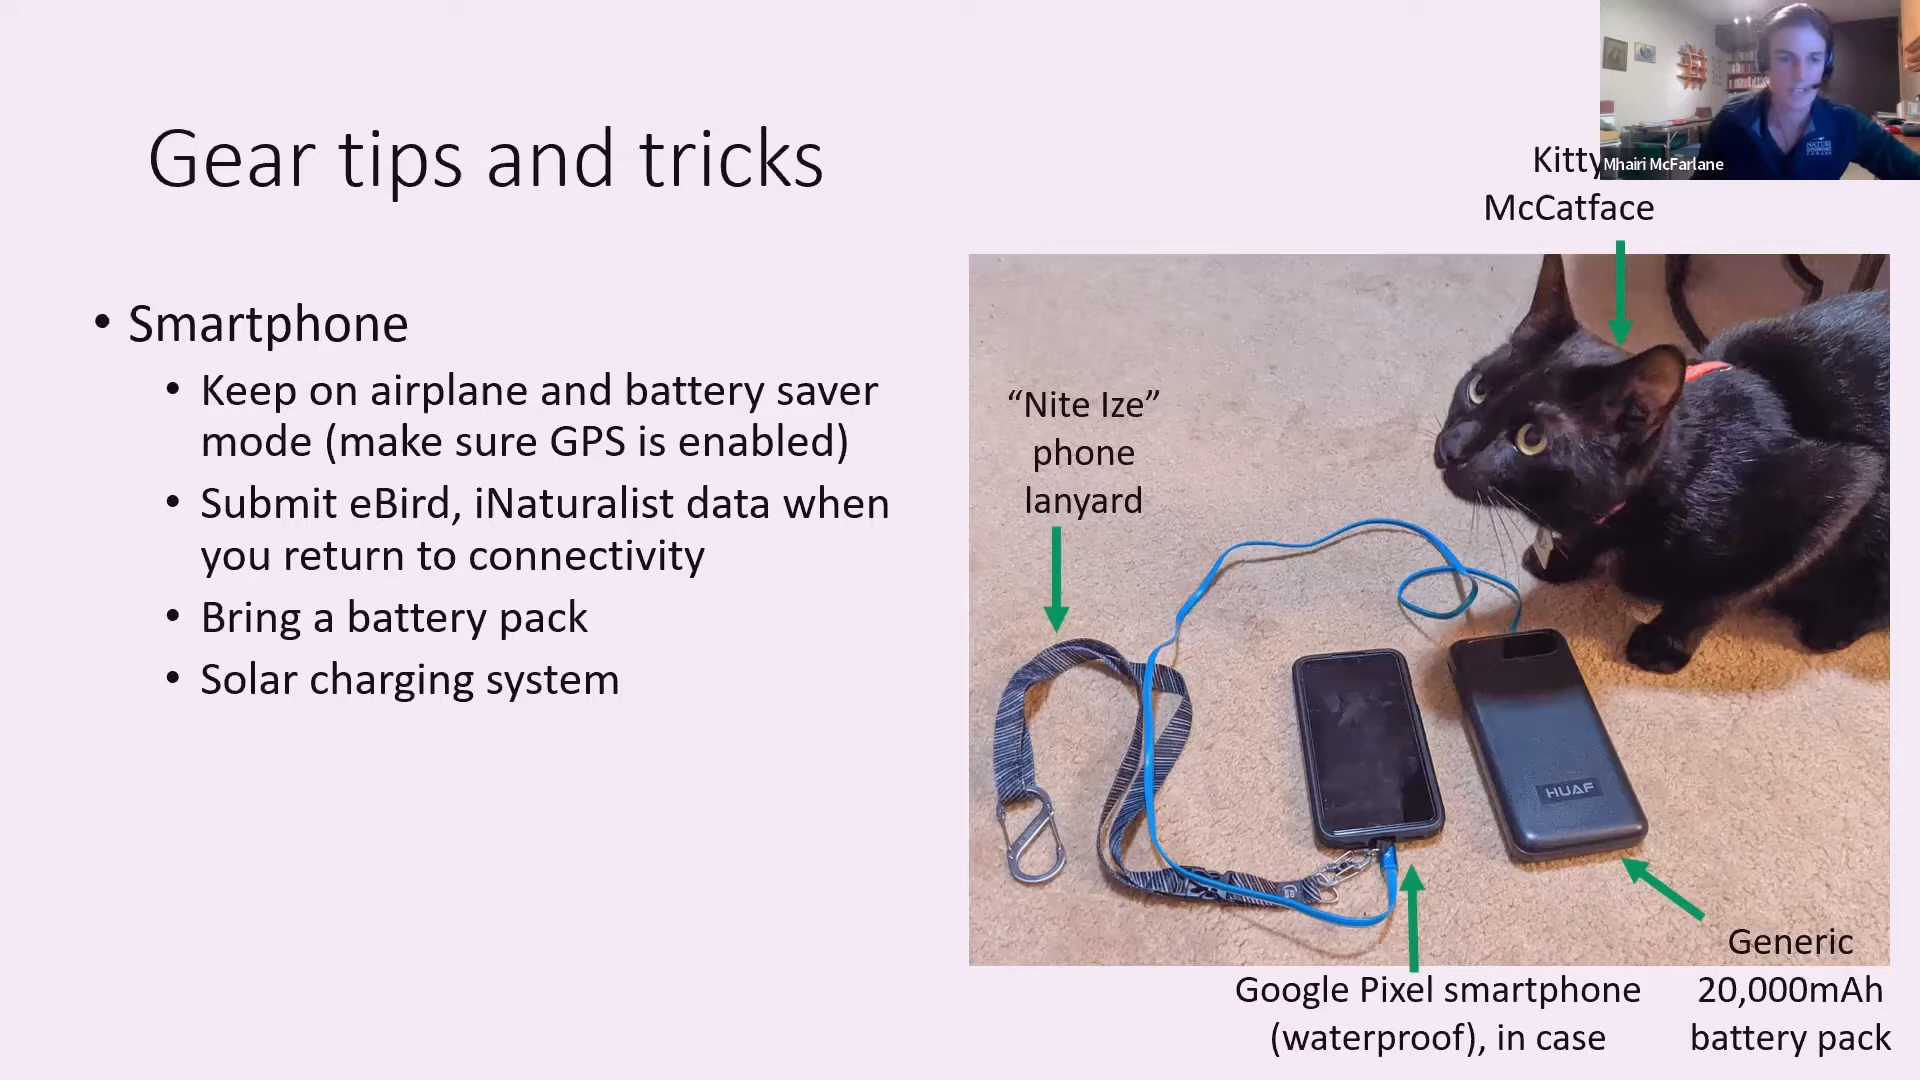 Gear tips and tricks
• Smartphone
• Keep on airplane and battery saver
mode (make sure GPS is enabled)
• Submit eBird, iNaturalist data when
you return to connectivity
• Bring a battery pack
• Solar charging system
Kitty
McCatface
Mhairi McFarlane
NATURE
“Nite Ize”
phone
lanyard
HUAF
Google Pixel smartphone
(waterproof), in case
Generic
20,000mAh
battery pack